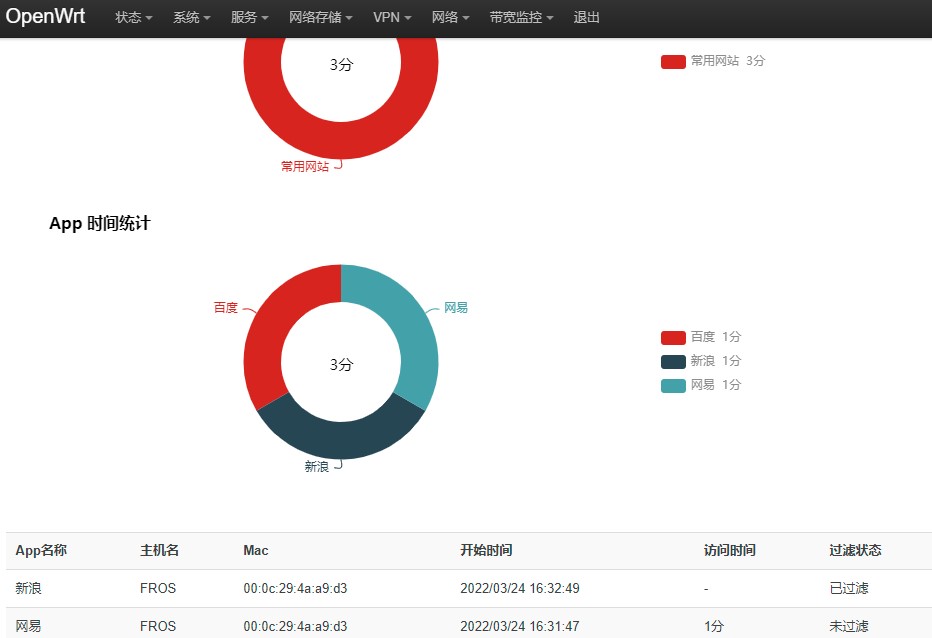 OpenWrt 状态 系统 服务 网络存储 VPN 网络 带宽监控 退出
3分
常用网站 3分
常用网站
App 时间统计
百度
网易
3分
百度 1分
新浪 1分
网易 1分
新浪
App名称 主机名 Mac 开始时间 访问时间 过滤状态
新浪 FROS 00:0c:29:4a:a9:d3 2022/03/24 16:32:49 - 已过滤
网易 FROS 00:0c:29:4a:a9:d3 2022/03/24 16:31:47 1分 未过滤